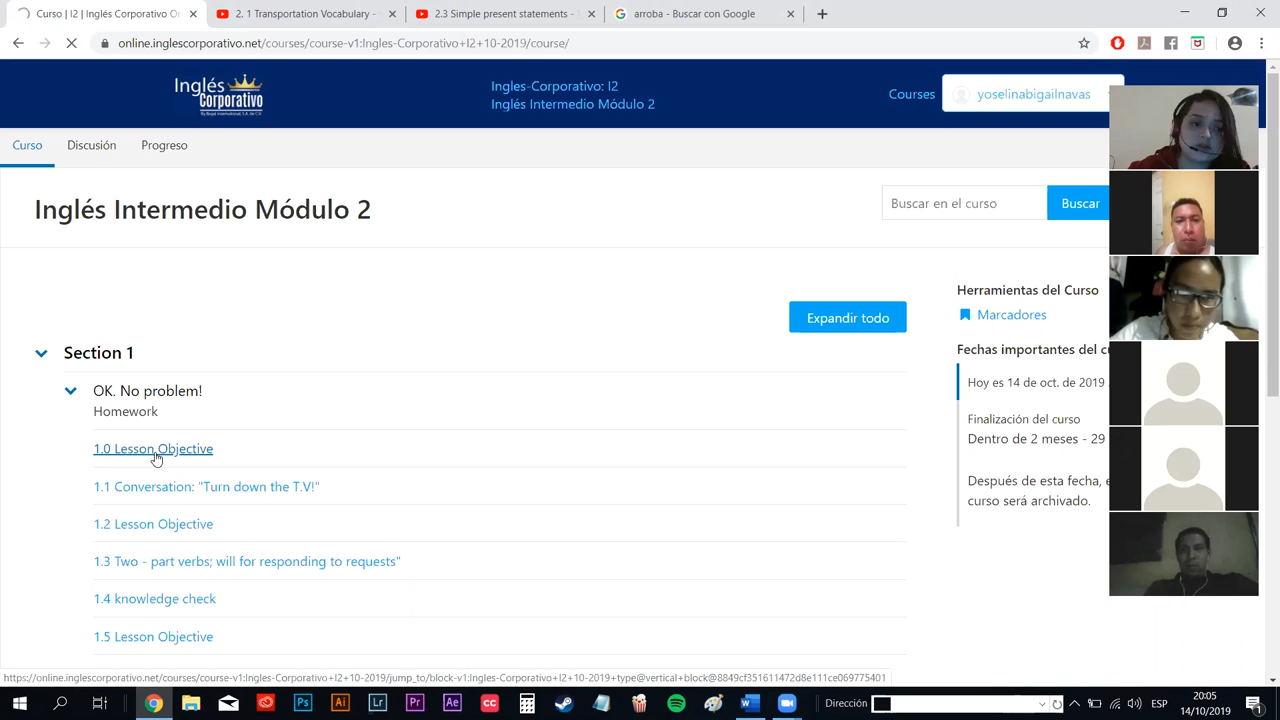 Curso | I2 | Ingles-Corporativo
2. 1 Transportation Vocabulary -
2.3 Simple present statements -
arroba - Buscar con Google
online.inglescorporativo.net/courses/course-v1:Ingles-Corporativo+I2+10-2019/course/
Inglés
Corporativo
Ingles-Corporativo: I2
Inglés Intermedio Módulo 2
Courses
yoselinabigailnavas
Curso
Discusión
Progreso
Inglés Intermedio Módulo 2
Buscar en el curso
Buscar
Expandir todo
Herramientas del Curso
Marcadores
Fechas importantes del cu
Hoy es 14 de oct. de 2019
Finalización del curso
Dentro de 2 meses - 29
Después de esta fecha, e
curso será archivado.
Section 1
OK. No problem!
Homework
1.0 Lesson Objective
1.1 Conversation: "Turn down the T.V!"
1.2 Lesson Objective
1.3 Two - part verbs; will for responding to requests"
1.4 knowledge check
1.5 Lesson Objective
https://online.inglescorporativo.net/courses/course-v1:Ingles-Corporativo+I2+10-2019/jump_to/block-v1:Ingles-Corporativo+I2+10-2019+type@vertical+block@8849cf351611472d8e111ce069775401
Dirección
ESP
20:05
14/10/2019